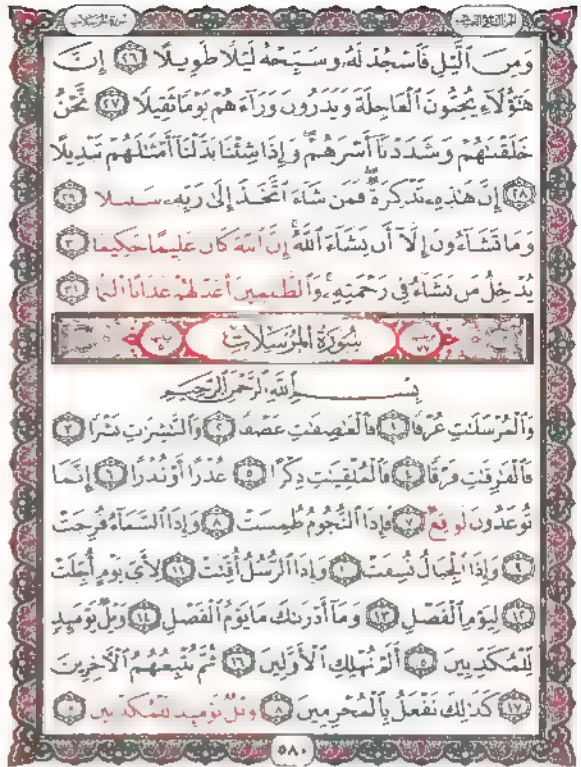 سورة المرسلات
الجزء التاسع والعشرون
وَمِنَ ٱلَّيۡلِ فَٱسۡجُدۡ لَهُۥ وَسَبِّحۡهُ لَيۡلًا طَوِيلًا ٢٦ إِنَّ
هَٰٓؤُلَآءِ يُحِبُّونَ ٱلۡعَاجِلَةَ وَيَذَرُونَ وَرَآءَهُمۡ يَوۡمًا ثَقِيلًا ٢٧ نَّحۡنُ
خَلَقۡنَٰهُمۡ وَشَدَدۡنَآ أَسۡرَهُمۡۖ وَإِذَا شِئۡنَا بَدَّلۡنَآ أَمۡثَٰلَهُمۡ تَبۡدِيلًا
٢٨ إِنَّ هَٰذِهِۦ تَذۡكِرَةٞۖ فَمَن شَآءَ ٱتَّخَذَ إِلَىٰ رَبِّهِۦ سَبِيلٗا ٢٩
وَمَا تَشَآءُونَ إِلَّآ أَن يَشَآءَ ٱللَّهُۚ إِنَّ ٱللَّهَ كَانَ عَلِيمًا حَكِيمٗا ٣٠
يُدۡخِلُ مَن يَشَآءُ فِي رَحۡمَتِهِۦۚ وَٱلظَّٰلِمِينَ أَعَدَّ لَهُمۡ عَذَابًا أَلِيمَۢا ٣١
سُورَةُ المُرۡسَلَاتِ
بِسۡمِ ٱللَّهِ ٱلرَّحۡمَٰنِ ٱلرَّحِيمِ
وَٱلۡمُرۡسَلَٰتِ عُرۡفٗا ١ فَٱلۡعَٰصِفَٰتِ عَصۡفٗا ٢ وَٱلنَّٰشِرَٰتِ نَشۡرٗا ٣
فَٱلۡفَٰرِقَٰتِ فَرۡقٗا ٤ فَٱلۡمُلۡقِيَٰتِ ذِكۡرًا ٥ عُذۡرًا أَوۡ نُذۡرًا ٦ إِنَّمَا
تُوعَدُونَ لَوَٰقِعٞ ٧ فَإِذَا ٱلنُّجُومُ طُمِسَتۡ ٨ وَإِذَا ٱلسَّمَآءُ فُرِجَتۡ
٩ وَإِذَا ٱلۡجِبَالُ نُسِفَتۡ ١٠ وَإِذَا ٱلرُّسُلُ أُقِّتَتۡ ١١ لِأَيِّ يَوۡمٍ أُجِّلَتۡ
١٢ لِيَوۡمِ ٱلۡفَصۡلِ ١٣ وَمَآ أَدۡرَىٰكَ مَا يَوۡمُ ٱلۡفَصۡلِ ١٤ وَيۡلٞ يَوۡمَئِذٖ
لِّلۡمُكَذِّبِينَ ١٥ أَلَمۡ نُهۡلِكِ ٱلۡأَوَّلِينَ ١٦ ثُمَّ نُتۡبِعُهُمُ ٱلۡأٓخِرِينَ
١٧ كَذَٰلِكَ نَفۡعَلُ بِٱلۡمُجۡرِمِينَ ١٨ وَيۡلٞ يَوۡمَئِذٖ لِّلۡمُكَذِّبِينَ ١٩
٥٨٠